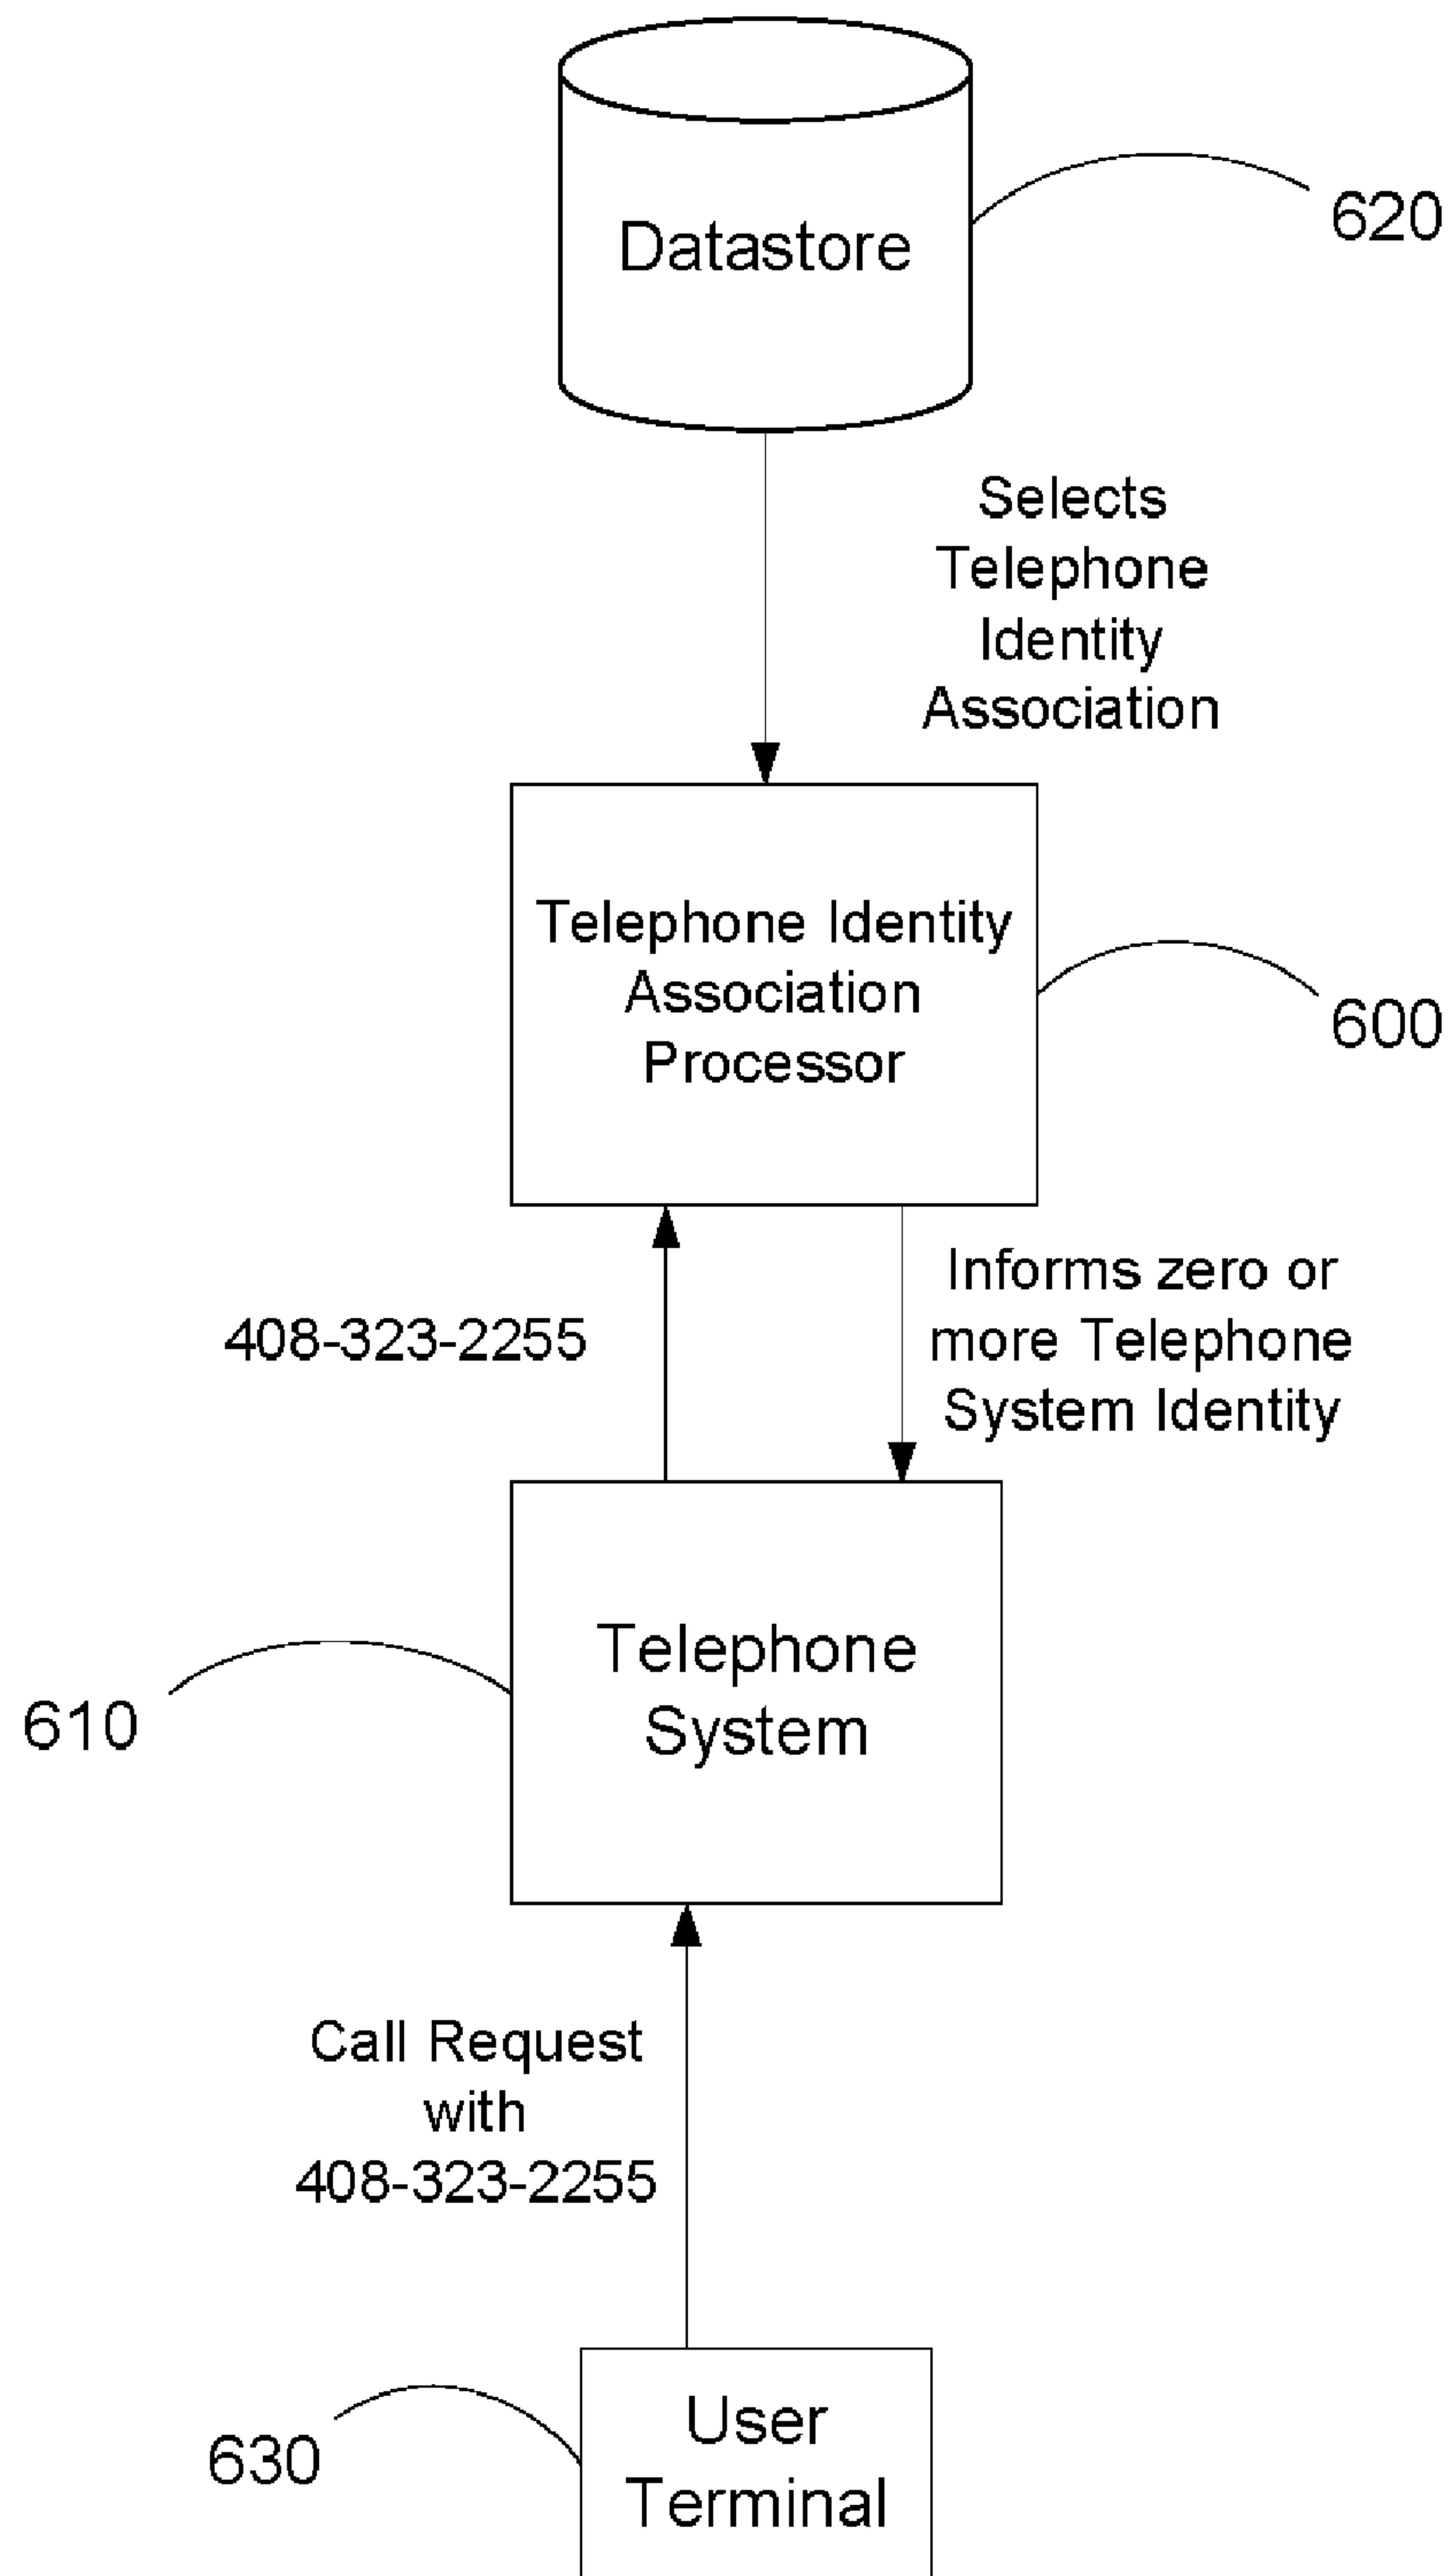 Datastore
620
Selects
Telephone
Identity
Association
Telephone Identity
Association
Processor
600
408-323-2255
Informs zero or
more Telephone
System Identity
Telephone
System
610
Call Request
with
408-323-2255
User
Terminal
630